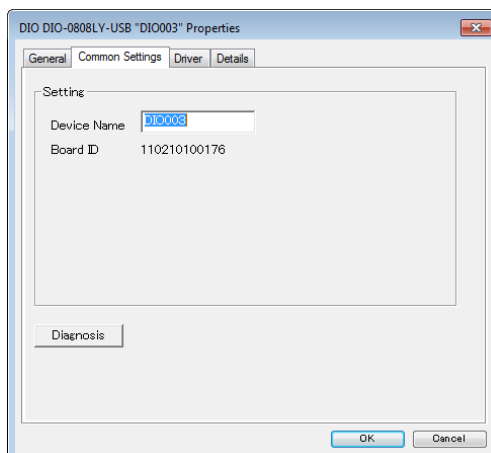 DIO DIO-0808LY-USB "DIO003" Properties
General Common Settings Driver Details
Setting
Device Name DIO003
Board ID 110210100176
Diagnosis
OK Cancel